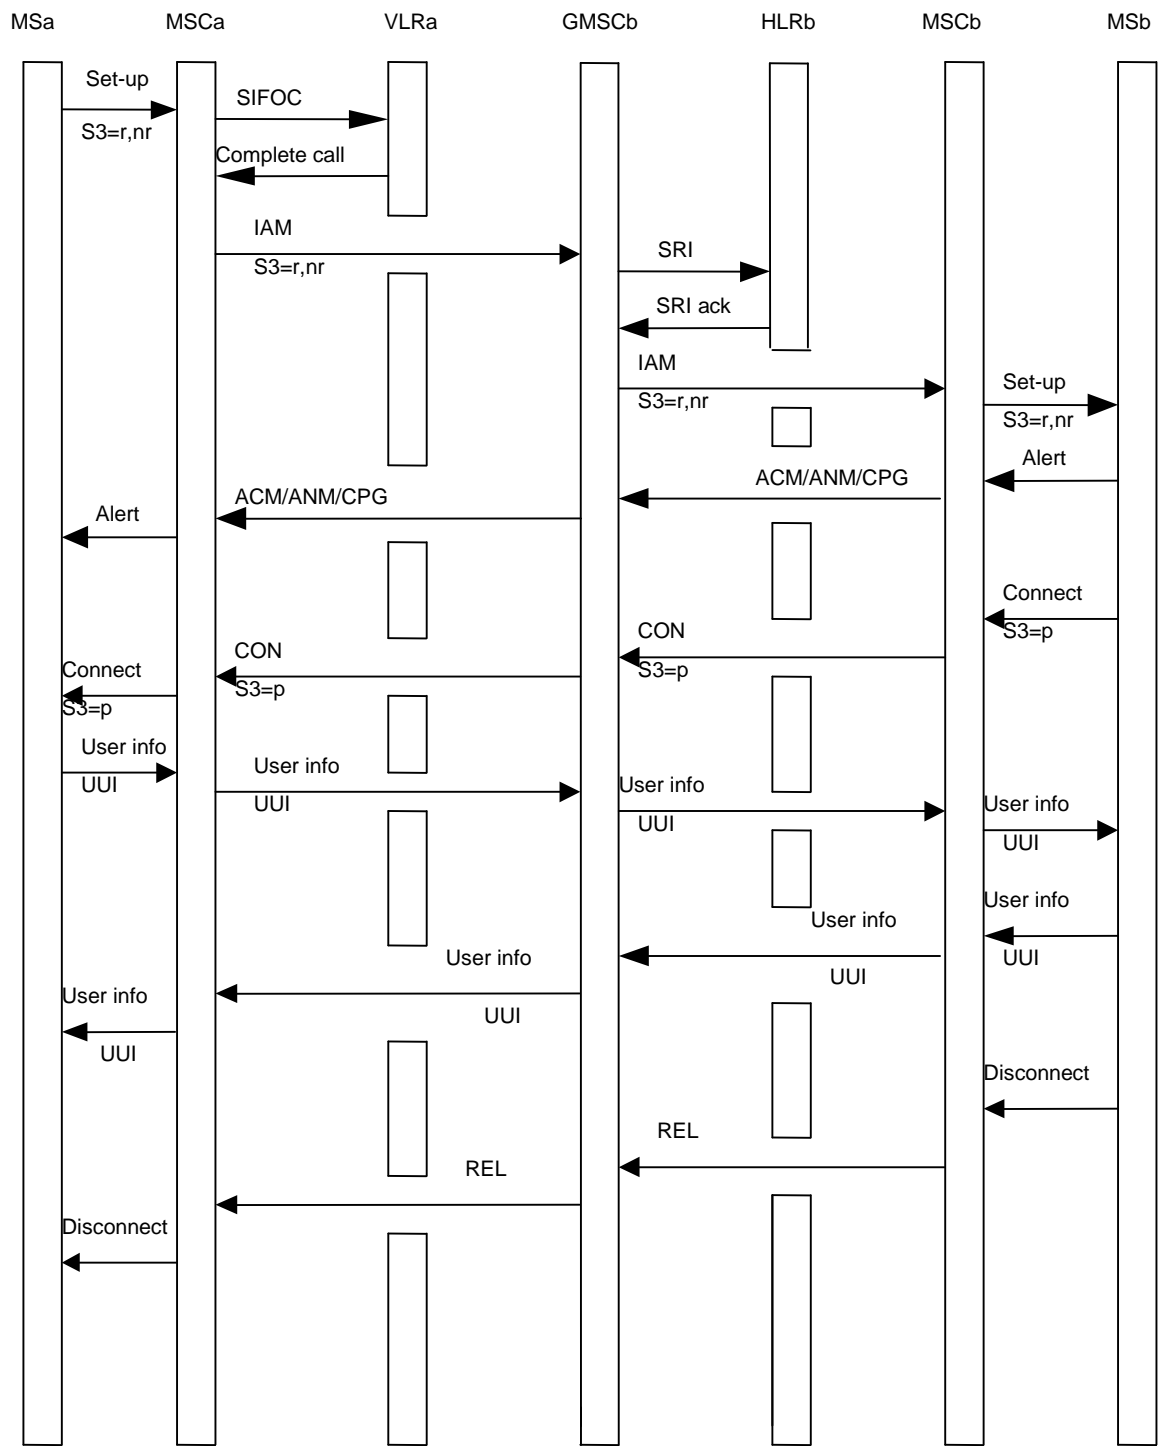 MSa MSCa VLRa GMSCb HLRb MSCb MSb
Set-up
S3=r,nr
SIFOC
Complete call
IAM
S3=r,nr
SRI
SRI ack
IAM
S3=r,nr
Set-up
S3=r,nr
Alert
ACM/ANM/CPG
ACM/ANM/CPG
Alert
Connect
S3=p
CON
S3=p
CON
S3=p
Connect
S3=p
User info
UUI
User info
UUI
User info
UUI
User info
UUI
User info
UUI
User info
UUI
User info
UUI
User info
UUI
Disconnect
REL
REL
Disconnect